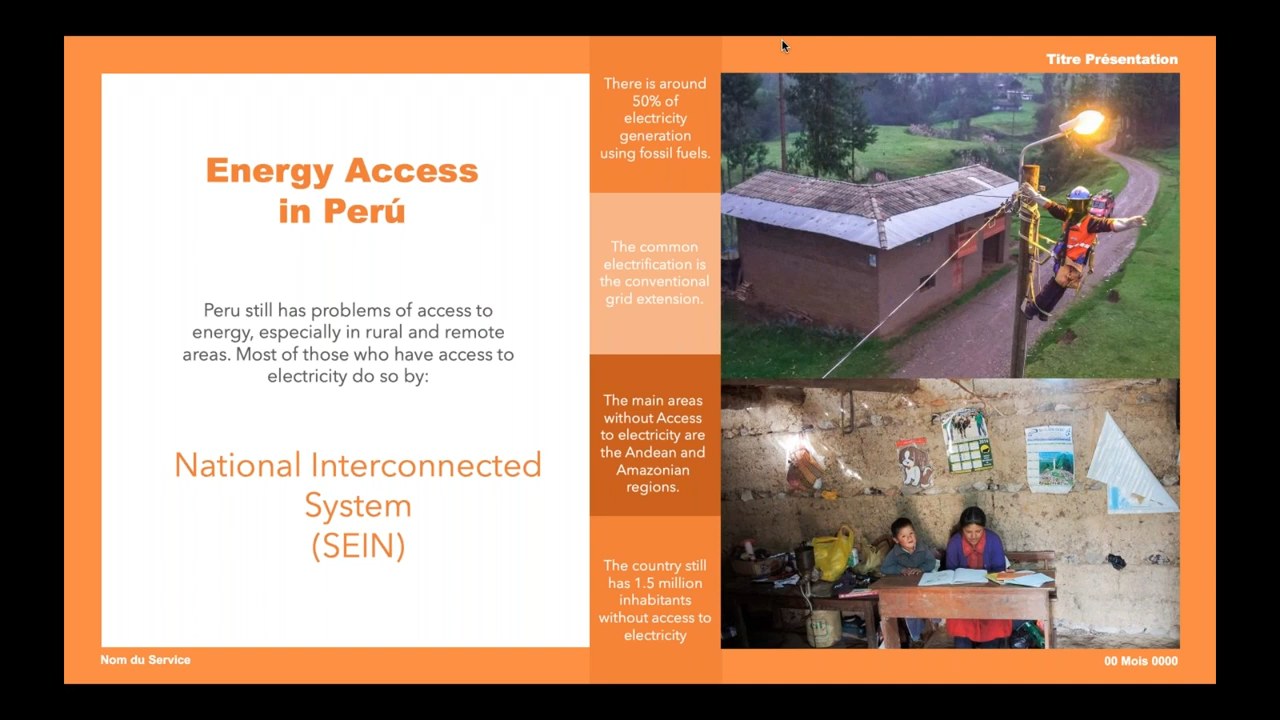 Titre Présentation
Energy Access
in Perú
Peru still has problems of access to
energy, especially in rural and remote
areas. Most of those who have access to
electricity do so by:
National Interconnected
System
(SEIN)
There is around
50% of
electricity
generation
using fossil fuels.
The common
electrification is
the conventional
grid extension.
The main areas
without Access
to electricity are
the Andean and
Amazonian
regions.
The country still
has 1.5 million
inhabitants
without access to
electricity
Nom du Service
00 Mois 0000